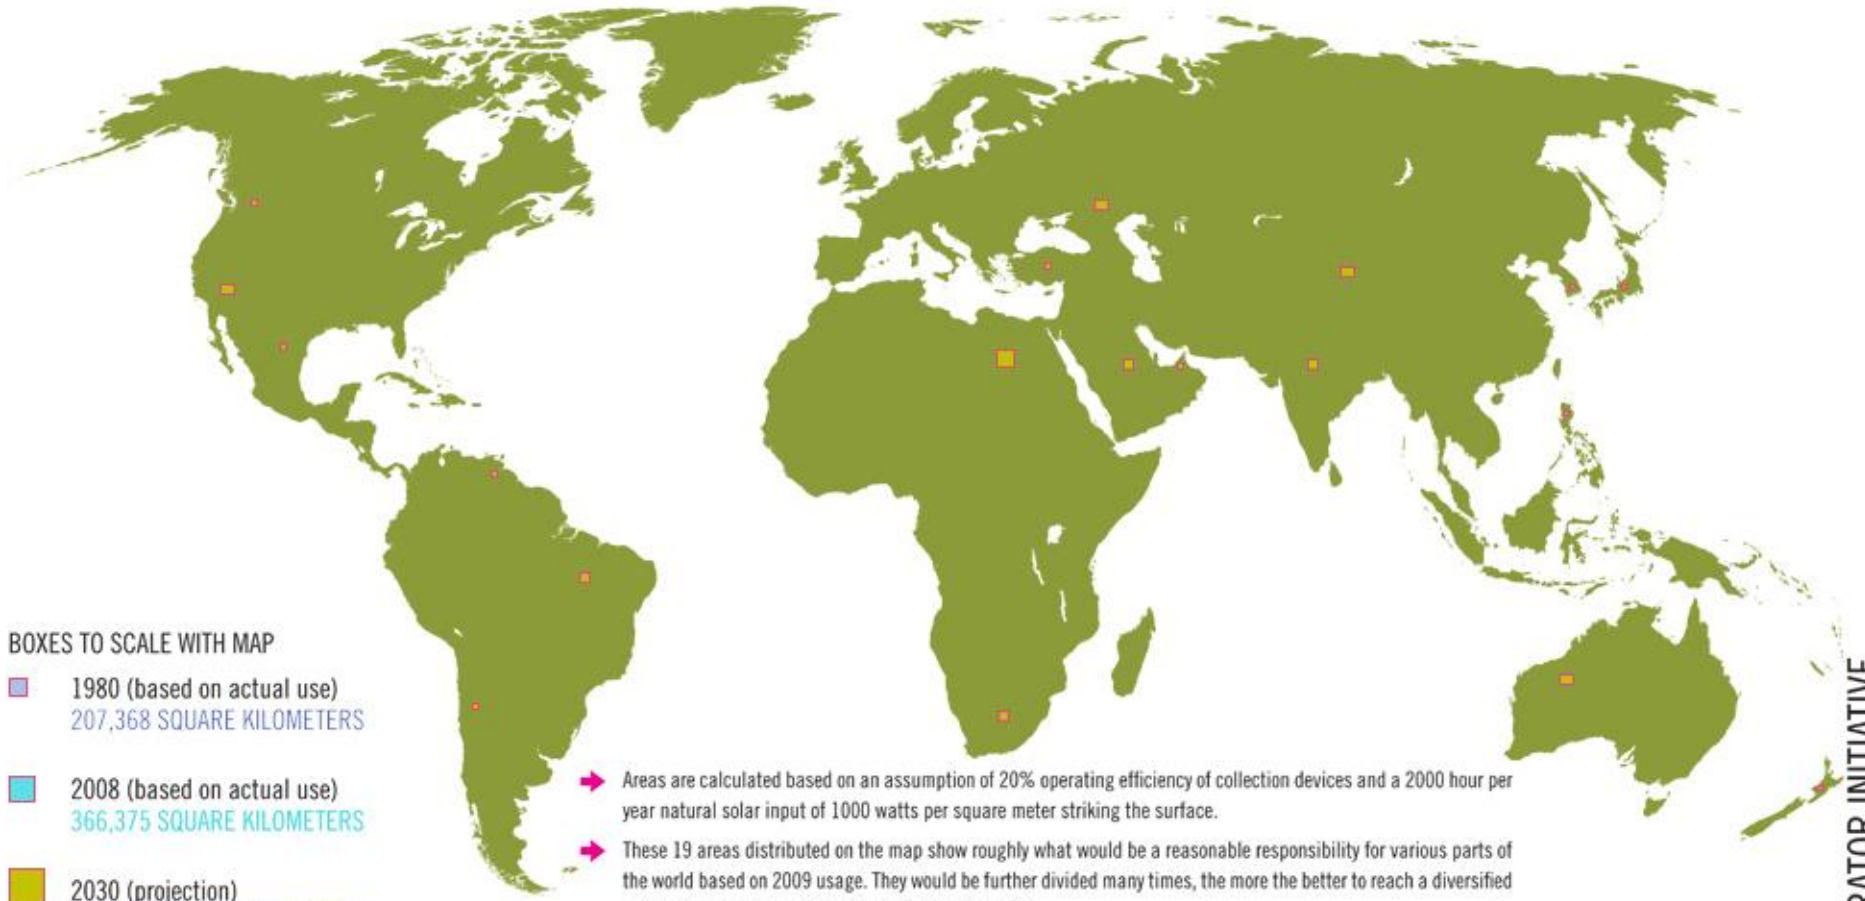 BOXES TO SCALE WITH MAP
1980 (based on actual use)
207,368 SQUARE KILOMETERS
2008 (based on actual use)
366,375 SQUARE KILOMETERS
2030 (projection)
Areas are calculated based on an assumption of 20% operating efficiency of collection devices and a 2000 hour per
year natural solar input of 1000 watts per square meter striking the surface.
These 19 areas distributed on the map show roughly what would be a reasonable responsibility for various parts of
the world based on 2009 usage. They would be further divided many times, the more the better to reach a diversified
RATOR INITIATIVE